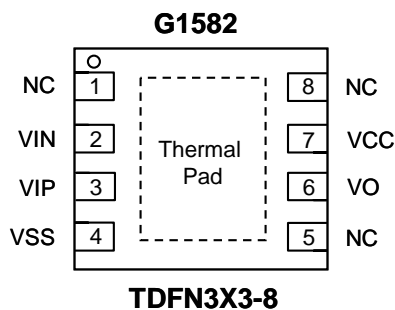 G1582
NC 1 8 NC
VIN 2 7 VCC
Thermal
Pad
VIP 3 6 VO
VSS 4 5 NC
TDFN3X3-8